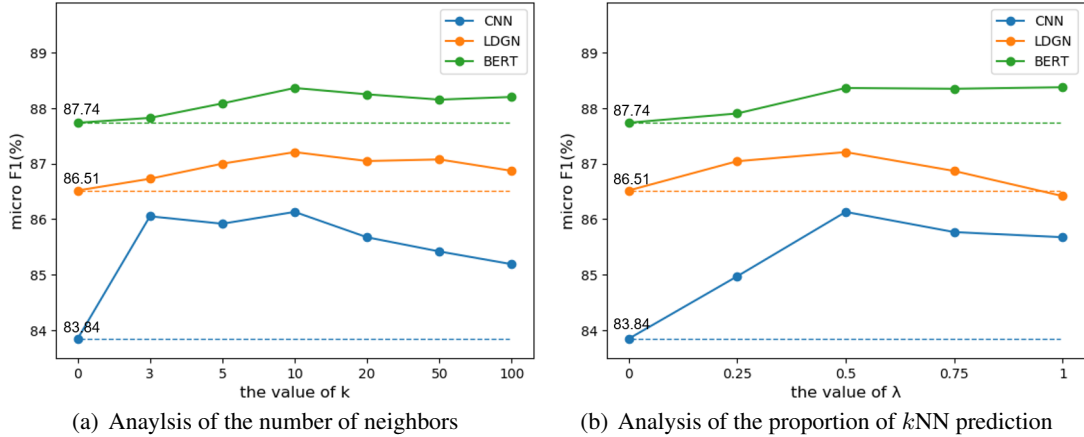 CNN
LDGN
BERT
89
88
87
86
85
84
87.74
86.51
83.84
micro F1(%)
0 3 5 10 20 50 100
the value of k
(a) Anaylsis of the number of neighbors
CNN
LDGN
BERT
89
88
87
86
85
84
87.74
86.51
83.84
micro F1(%)
0 0.25 0.5 0.75 1
the value of λ
(b) Analysis of the proportion of kNN prediction